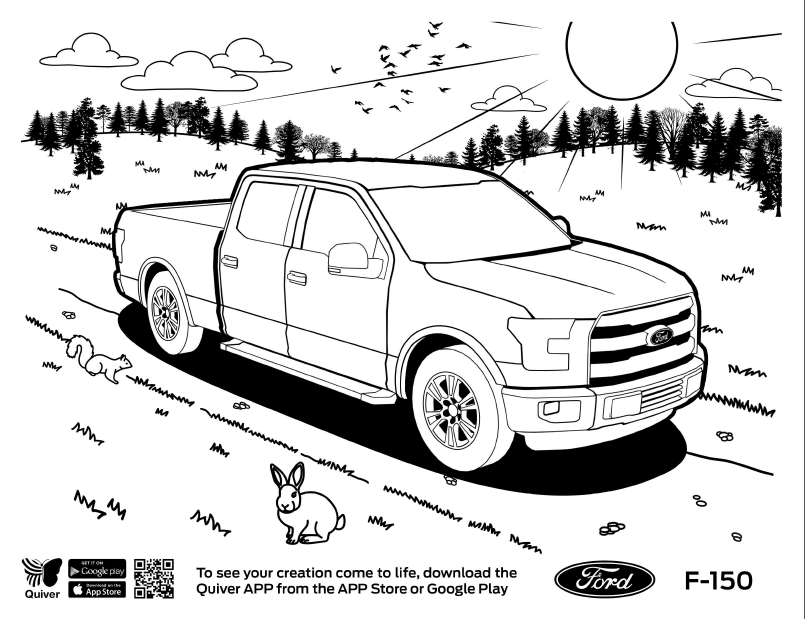 Ford
Quiver
GET IT ON
Google play
Download on the
App Store
To see your creation come to life, download the
Quiver APP from the APP Store or Google Play
Ford
F-150